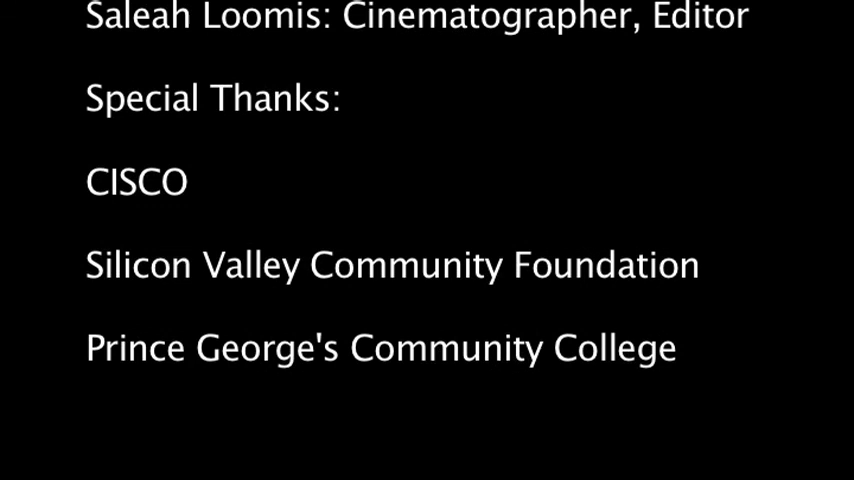 Saleah Loomis: Cinematographer, Editor
Special Thanks:
CISCO
Silicon Valley Community Foundation
Prince George's Community College